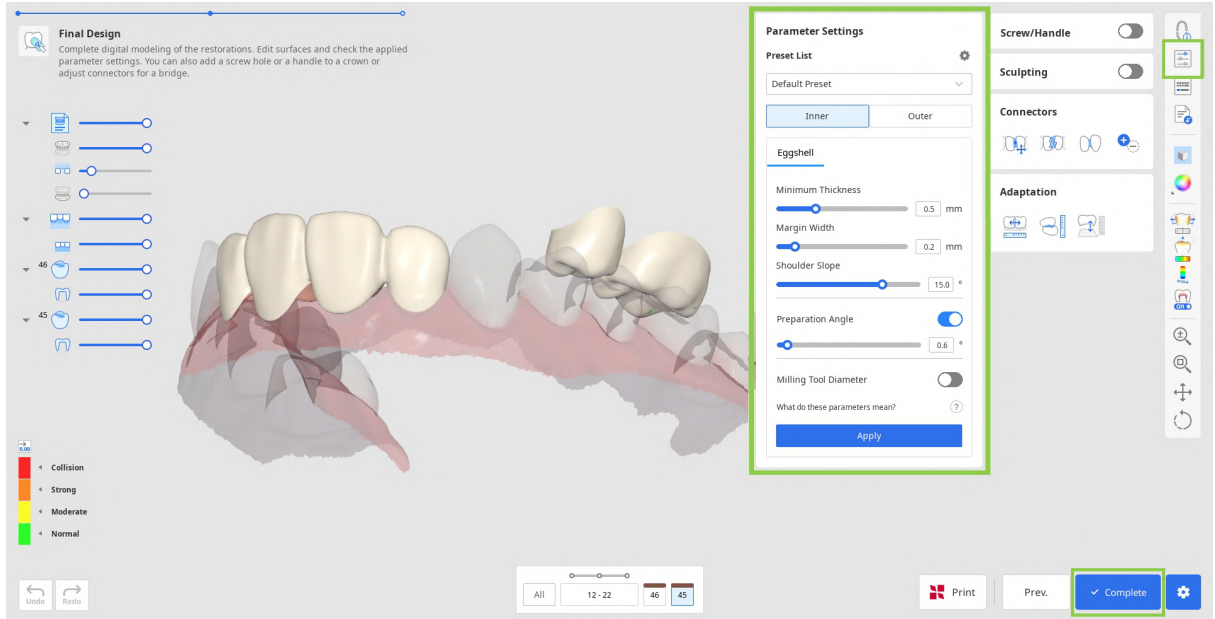 Final Design
Complete digital modeling of the restorations. Edit surfaces and check the applied
parameter settings. You can also add a screw hole or a handle to a crown or
adjust connectors for a bridge.
46
45
0.00
Collision
Strong
Moderate
Normal
Undo
Redo
All
12 - 22
46
45
Parameter Settings
Preset List
Default Preset
Inner
Outer
Eggshell
Minimum Thickness
0.5 mm
Margin Width
0.2 mm
Shoulder Slope
15.0 °
Preparation Angle
0.6 °
Milling Tool Diameter
What do these parameters mean?
?
Apply
Screw/Handle
Sculpting
Connectors
Adaptation
ON
Print
Prev.
Complete